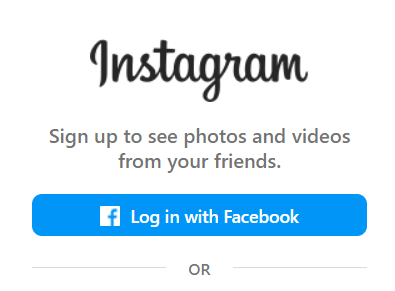 Instagram
Sign up to see photos and videos
from your friends.
Log in with Facebook
OR